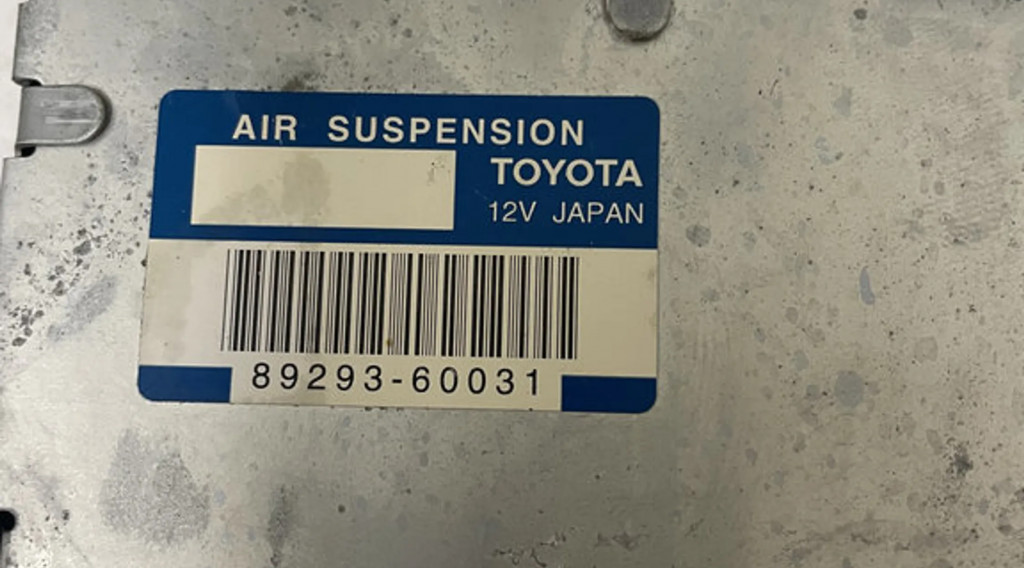 AIR SUSPENSION
TOYOTA
12V JAPAN
89293-60031